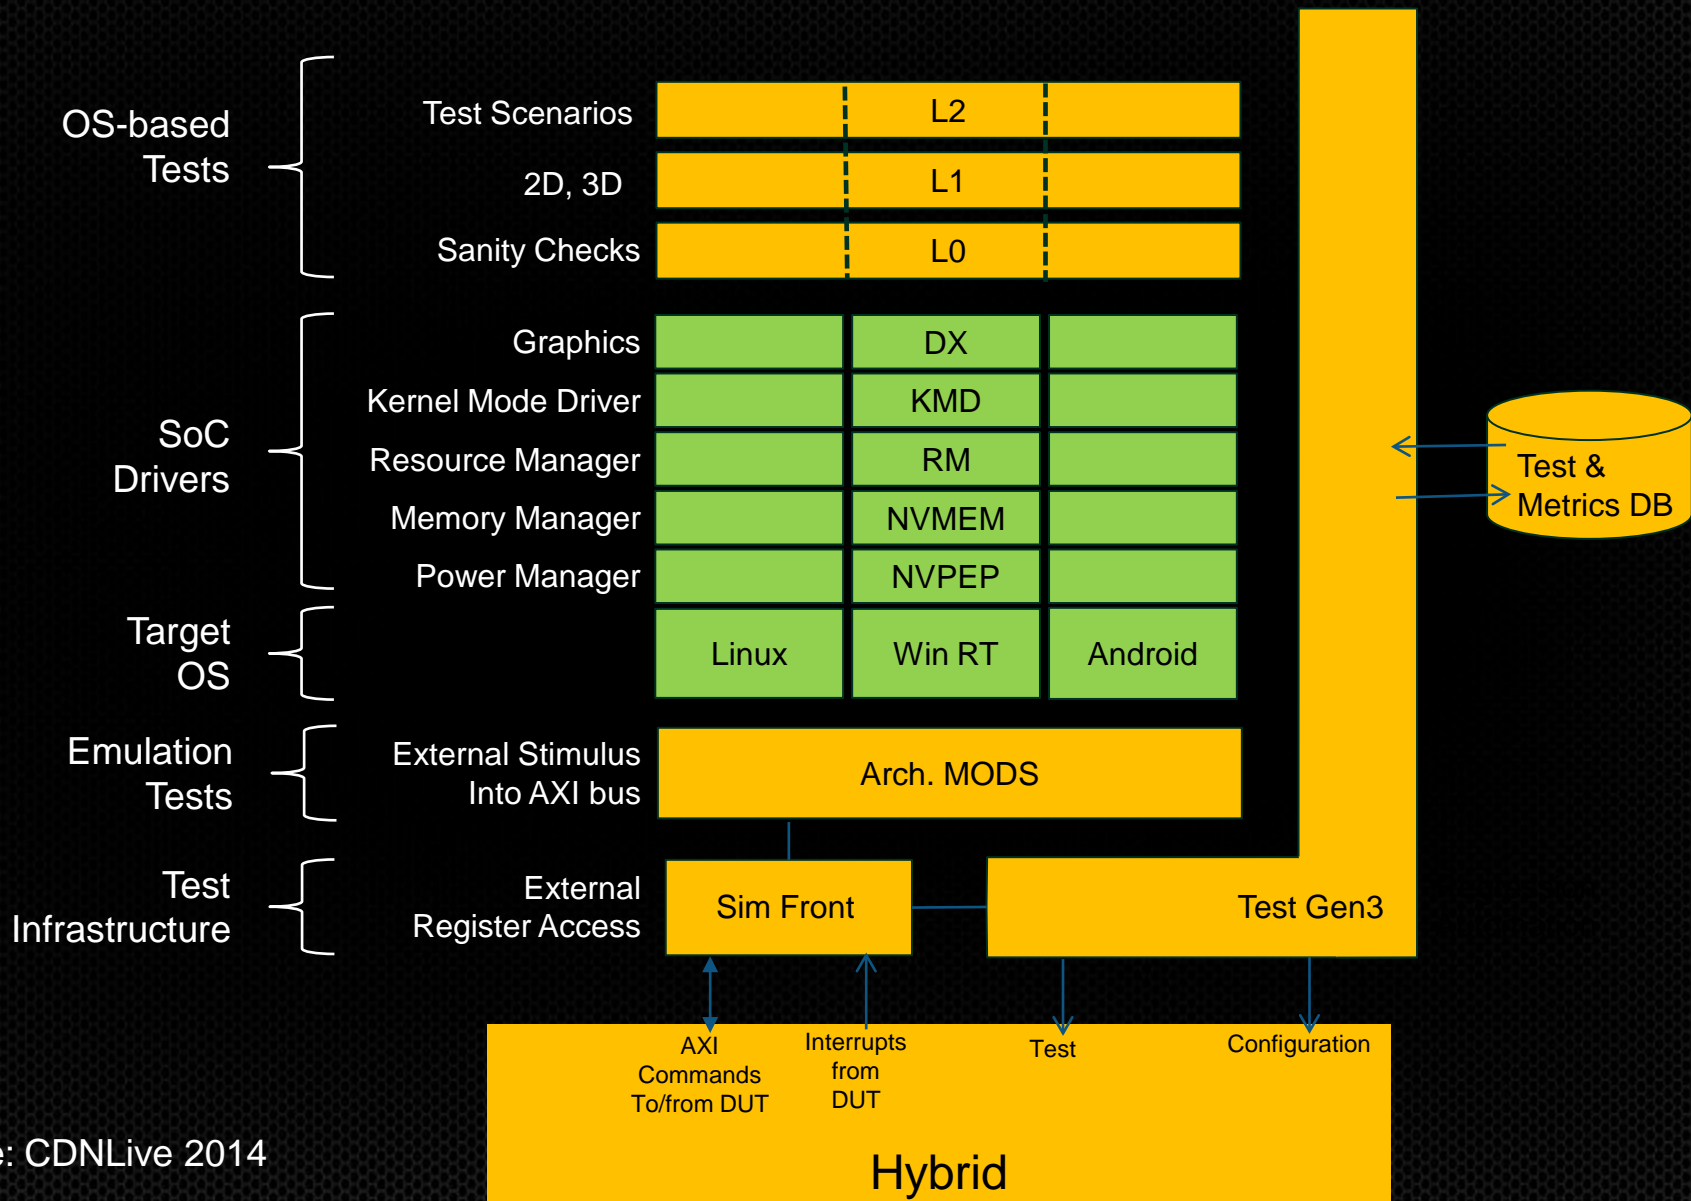 OS-based
Tests
Test Scenarios
L2
2D, 3D
L1
Sanity Checks
L0
SoC
Drivers
Graphics
DX
Kernel Mode Driver
KMD
Resource Manager
RM
Memory Manager
NVMEM
Power Manager
NVPEP
Test &
Metrics DB
Target
OS
Linux
Win RT
Android
Emulation
Tests
External Stimulus
Into AXI bus
Arch. MODS
Test
Infrastructure
External
Register Access
Sim Front
Test Gen3
AXI
Commands
To/from DUT
Interrupts
from
DUT
Test
Configuration
Hybrid
: CDNLive 2014